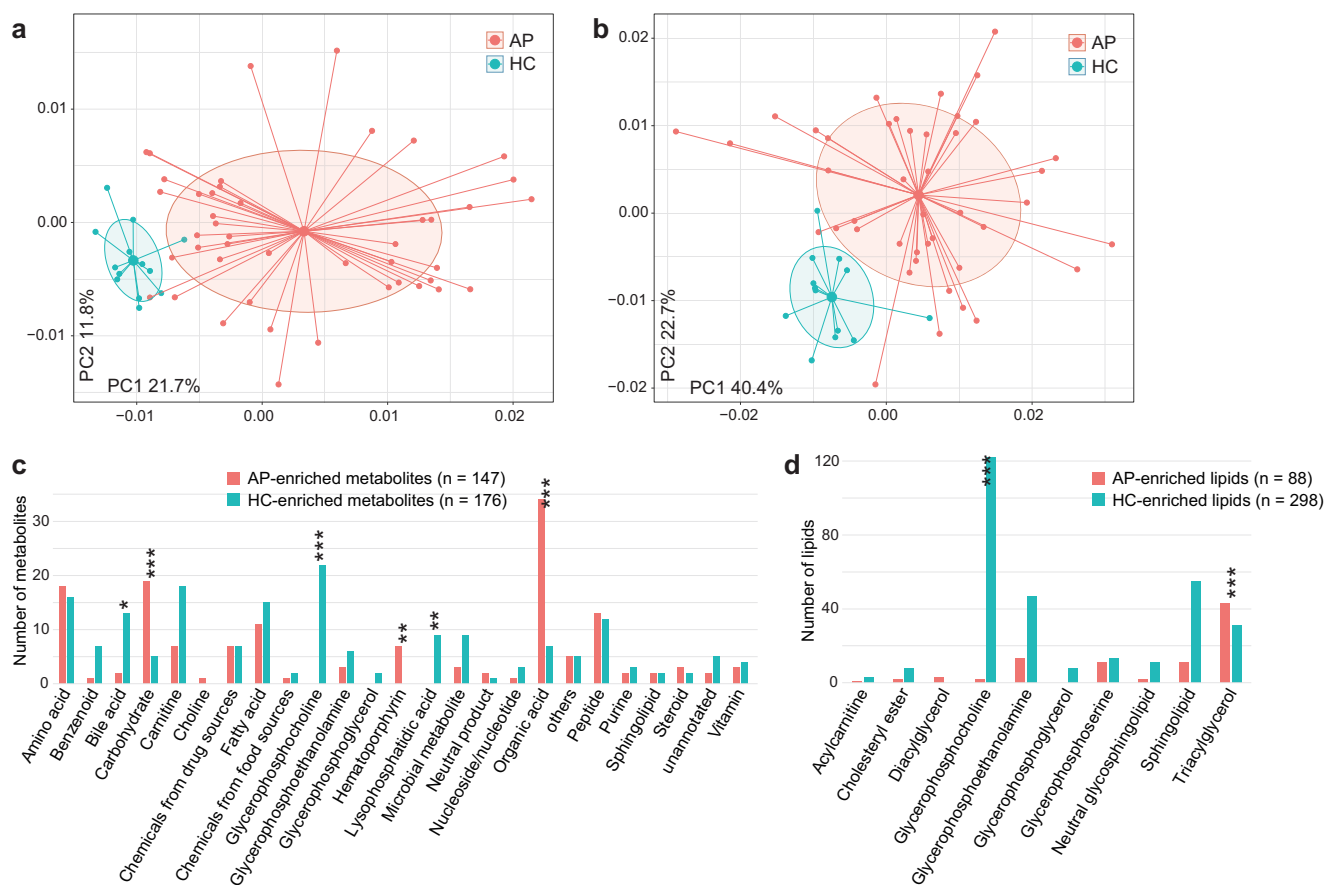 a
AP
HC
0.01
0.00
−0.01
PC2 11.8%
PC1 21.7%
−0.01
0.00
0.01
0.02
b
AP
HC
0.02
0.01
0.00
−0.01
−0.02
PC2 22.7%
PC1 40.4%
−0.02
0.00
0.02
c
AP-enriched metabolites (n = 147)
HC-enriched metabolites (n = 176)
Number of metabolites
30
20
10
0
*
***
***
**
**
***
Amino acid
Benzenoid
Bile acid
Carbohydrate
Carnitine
Choline
Chemicals from drug sources
Fatty acid
Chemicals from food sources
Glycerophosphocholine
Glycerophosphoethanolamine
Glycerophosphoglycerol
Hematoporphyrin
Lysophosphatidic acid
Microbial metabolite
Neutral product
Nucleoside/nucleotide
Organic acid
others
Peptide
Purine
Sphingolipid
Steroid
unannotated
Vitamin
d
AP-enriched lipids (n = 88)
HC-enriched lipids (n = 298)
Number of lipids
120
80
40
0
***
***
Acylcarnitine
Cholesteryl ester
Diacylglycerol
Glycerophosphocholine
Glycerophosphoethanolamine
Glycerophosphoglycerol
Glycerophosphoserine
Neutral glycosphingolipid
Sphingolipid
Triacylglycerol